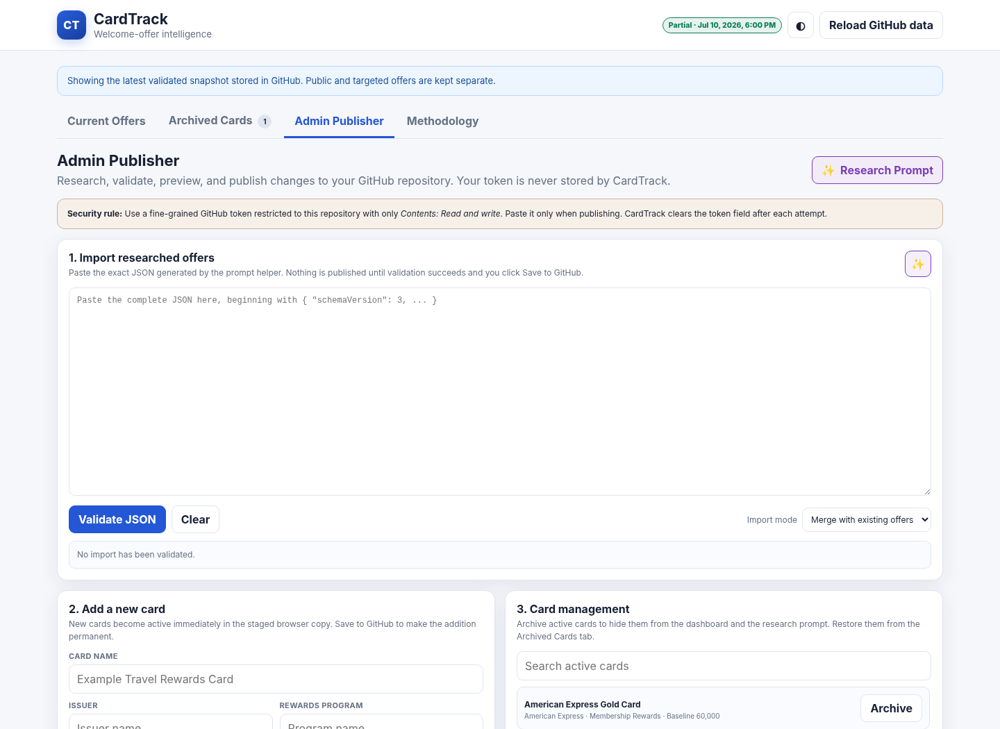 CT
CardTrack
Welcome-offer intelligence
Partial · Jul 10, 2026, 6:00 PM
Reload GitHub data
Showing the latest validated snapshot stored in GitHub. Public and targeted offers are kept separate.
Current Offers
Archived Cards 1
Admin Publisher
Methodology
Admin Publisher
Research, validate, preview, and publish changes to your GitHub repository. Your token is never stored by CardTrack.
✨ Research Prompt
Security rule: Use a fine-grained GitHub token restricted to this repository with only Contents: Read and write. Paste it only when publishing. CardTrack clears the token field after each attempt.
1. Import researched offers
Paste the exact JSON generated by the prompt helper. Nothing is published until validation succeeds and you click Save to GitHub.
Paste the complete JSON here, beginning with { "schemaVersion": 3, ... }
Validate JSON
Clear
Import mode
Merge with existing offers
No import has been validated.
2. Add a new card
New cards become active immediately in the staged browser copy. Save to GitHub to make the addition
permanent.
CARD NAME
Example Travel Rewards Card
ISSUER
Issuer name
REWARDS PROGRAM
Program name
3. Card management
Archive active cards to hide them from the dashboard and the research prompt. Restore them from the
Archived Cards tab.
Search active cards
American Express Gold Card
American Express · Membership Rewards · Baseline 60,000
Archive